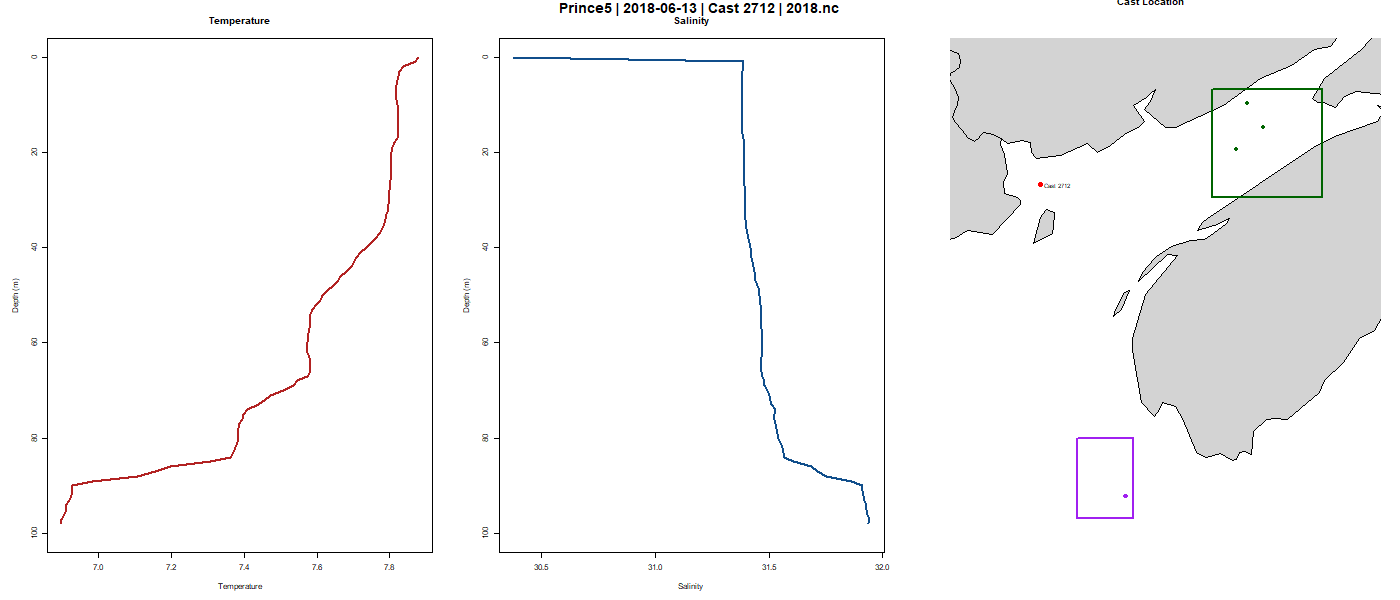 Prince5 | 2018-06-13 | Cast 2712 | 2018.nc
Temperature
Salinity
Cast Location
0
20
40
60
80
100
Depth (m)
7.0 7.2 7.4 7.6 7.8
Temperature
0
20
40
60
80
100
Depth (m)
30.5 31.0 31.5 32.0
Salinity
Cast 2712